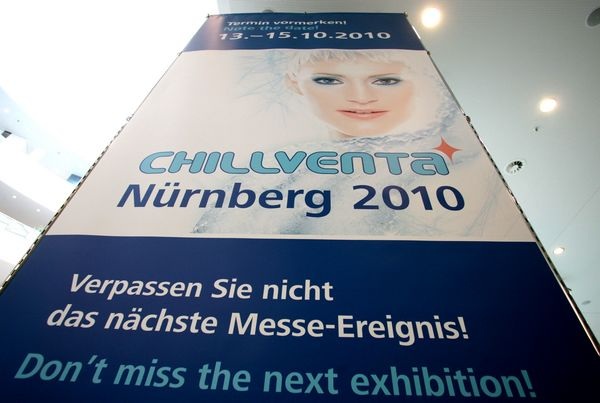 Termin vormerken!
Note the date!
13.–15.10.2010
CHILLVENTA
Nürnberg 2010
Verpassen Sie nicht
das nächste Messe-Ereignis!
Don't miss the next exhibition!